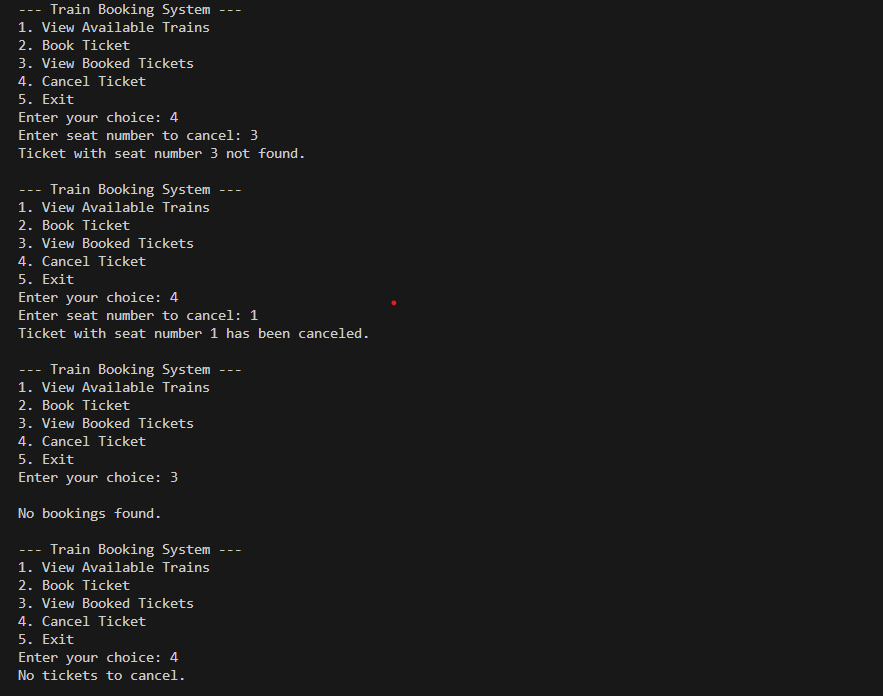 --- Train Booking System ---
1. View Available Trains
2. Book Ticket
3. View Booked Tickets
4. Cancel Ticket
5. Exit
Enter your choice: 4
Enter seat number to cancel: 3
Ticket with seat number 3 not found.

--- Train Booking System ---
1. View Available Trains
2. Book Ticket
3. View Booked Tickets
4. Cancel Ticket
5. Exit
Enter your choice: 4
Enter seat number to cancel: 1
Ticket with seat number 1 has been canceled.

--- Train Booking System ---
1. View Available Trains
2. Book Ticket
3. View Booked Tickets
4. Cancel Ticket
5. Exit
Enter your choice: 3

No bookings found.

--- Train Booking System ---
1. View Available Trains
2. Book Ticket
3. View Booked Tickets
4. Cancel Ticket
5. Exit
Enter your choice: 4
No tickets to cancel.